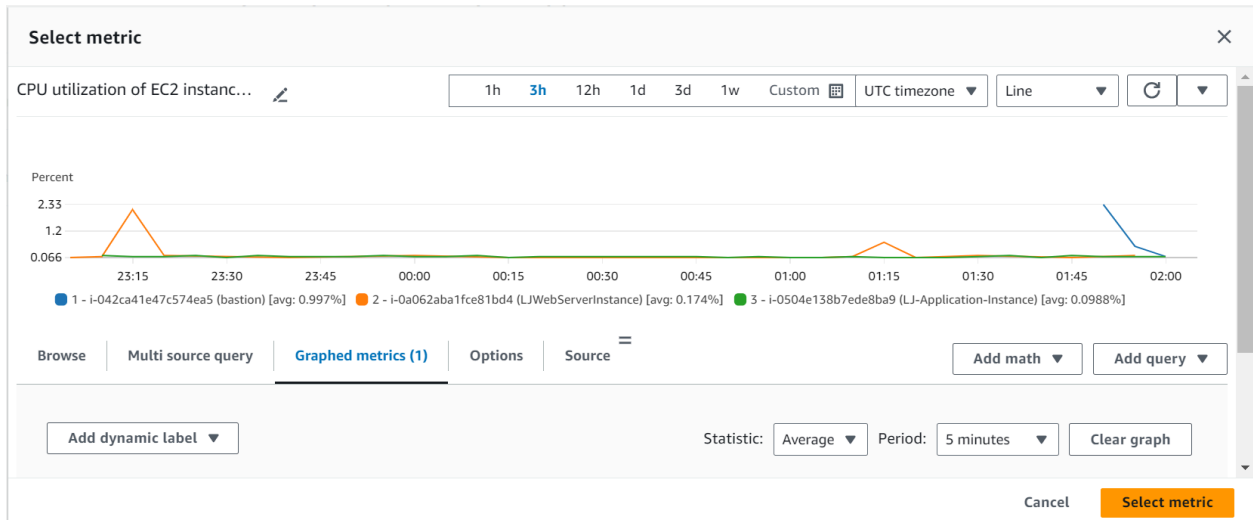 Select metric
CPU utilization of EC2 instanc...
1h 3h 12h 1d 3d 1w Custom UTC timezone Line
Percent
2.33
1.2
0.066
23:15 23:30 23:45 00:00 00:15 00:30 00:45 01:00 01:15 01:30 01:45 02:00
1 - i-042ca41e47c574ea5 (bastion) [avg: 0.997%] 2 - i-0a062aba1fce81bd4 (LJWebServerInstance) [avg: 0.174%] 3 - i-0504e138b7ede8ba9 (LJ-Application-Instance) [avg: 0.0988%]
Browse Multi source query Graphed metrics (1) Options Source Add math Add query
Add dynamic label Statistic: Average Period: 5 minutes Clear graph
Cancel Select metric